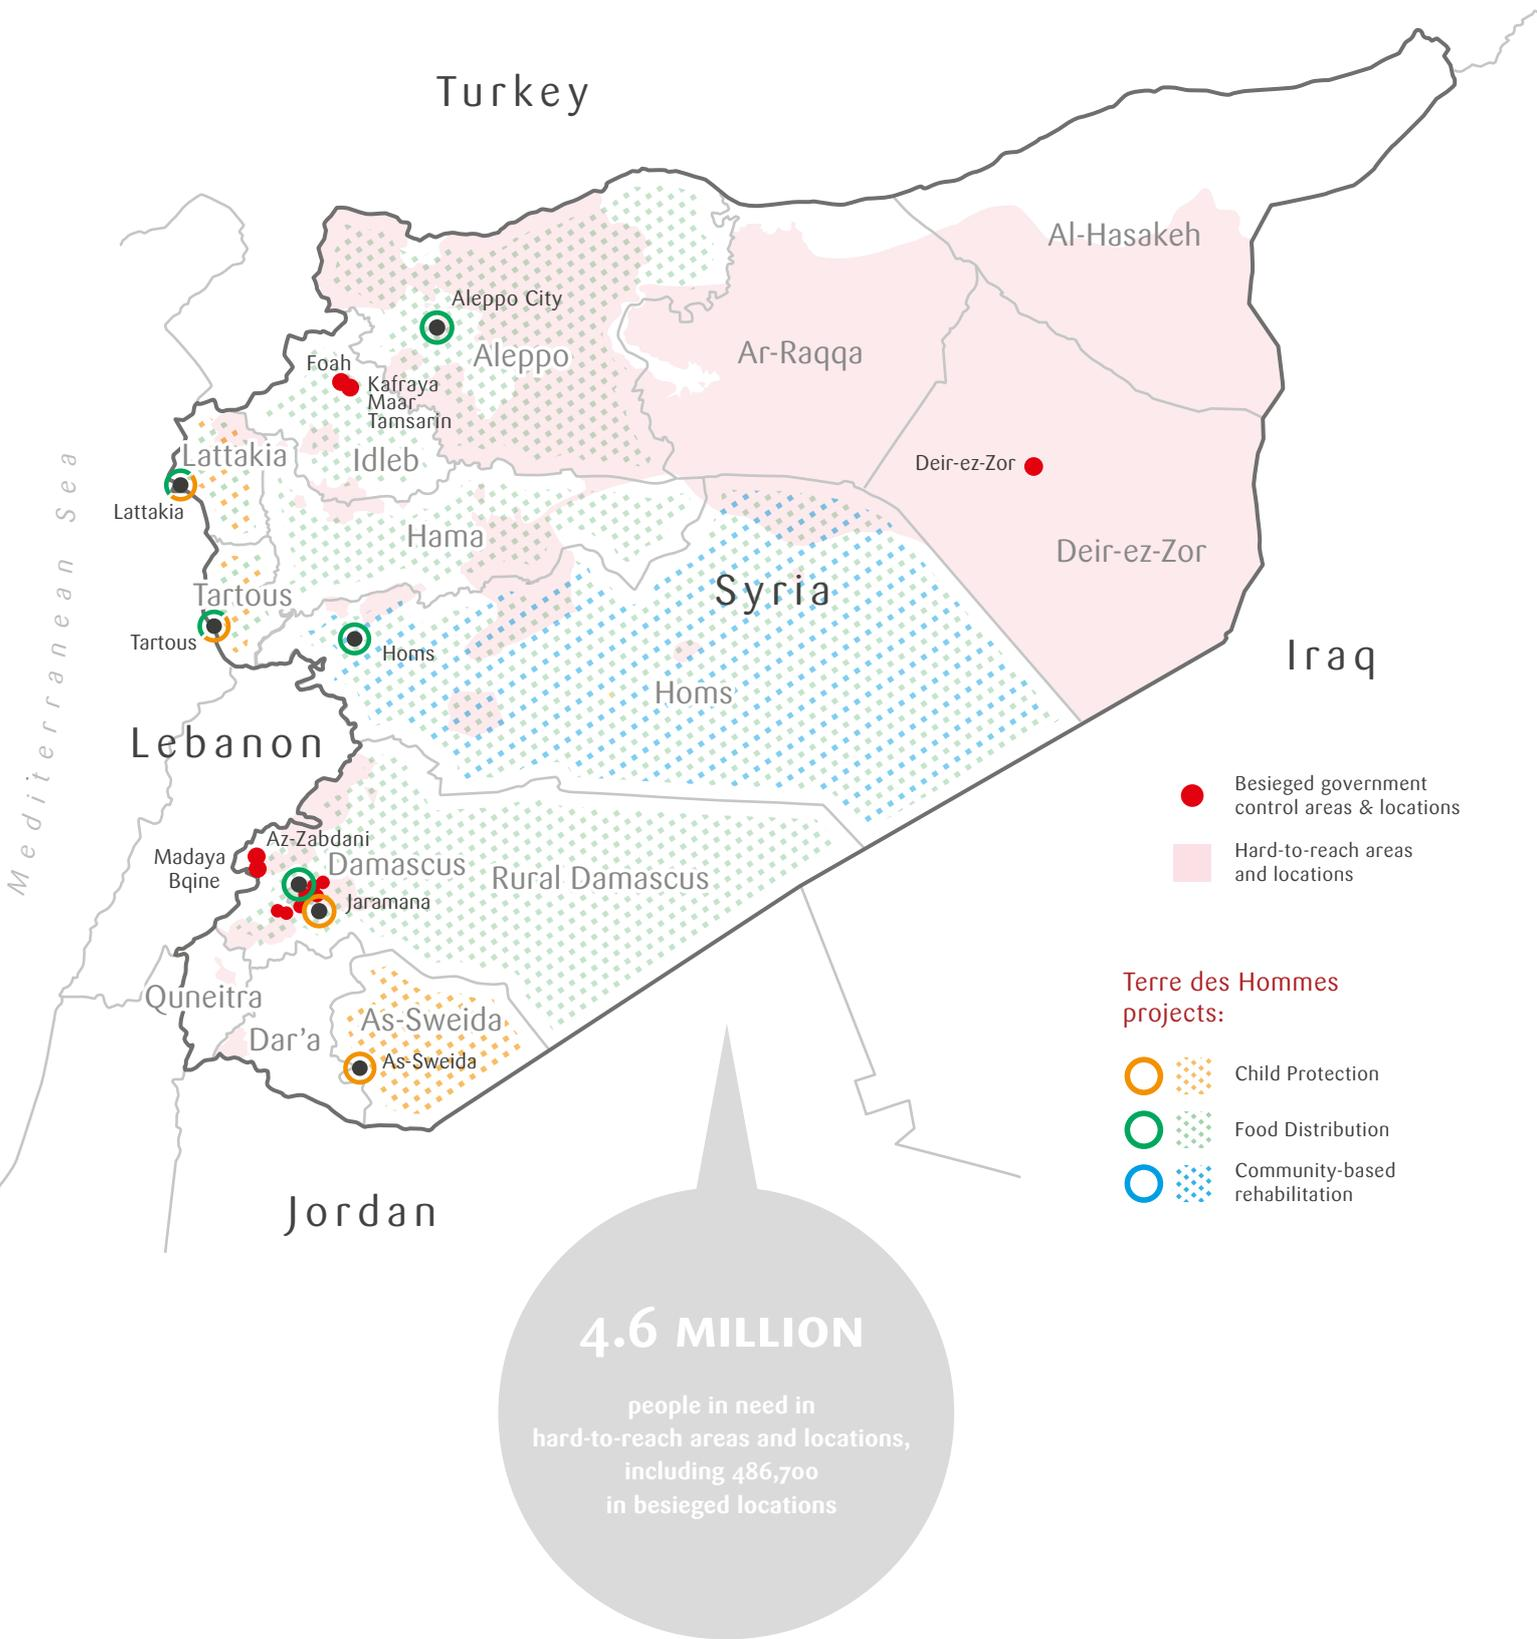 Turkey
Al-Hasakeh
Aleppo City
Aleppo
Ar-Raqqa
Foah
Kafraya
Maar
Tamsarin
Lattakia
Idleb
Deir-ez-Zor
Lattakia
Hama
Deir-ez-Zor
Syria
Tartous
Tartous
Homs
Homs
Iraq
Mediterranean Sea
Lebanon
Besieged government
control areas & locations
Hard-to-reach areas
and locations
Az-Zabdani
Madaya
Bqine
Damascus
Rural Damascus
Jaramana
Quneitra
Dar'a
As-Sweida
As-Sweida
Terre des Hommes
projects:
Child Protection
Food Distribution
Community-based
rehabilitation
Jordan
4.6 MILLION
people in need in
hard-to-reach areas and locations,
including 486,700
in besieged locations